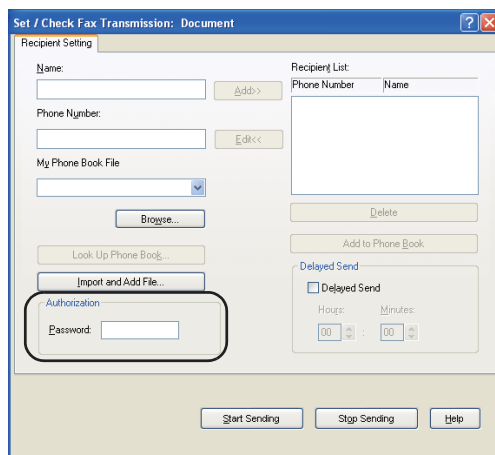 Set / Check Fax Transmission: Document
Recipient Setting
Name:
Add>>
Phone Number:
Edit<<
My Phone Book File
Browse...
Look Up Phone Book...
Import and Add File...
Authorization
Password:
Recipient List:
Phone Number Name
Delete
Add to Phone Book
Delayed Send
Delayed Send
Hours: Minutes:
00 : 00
Start Sending Stop Sending Help